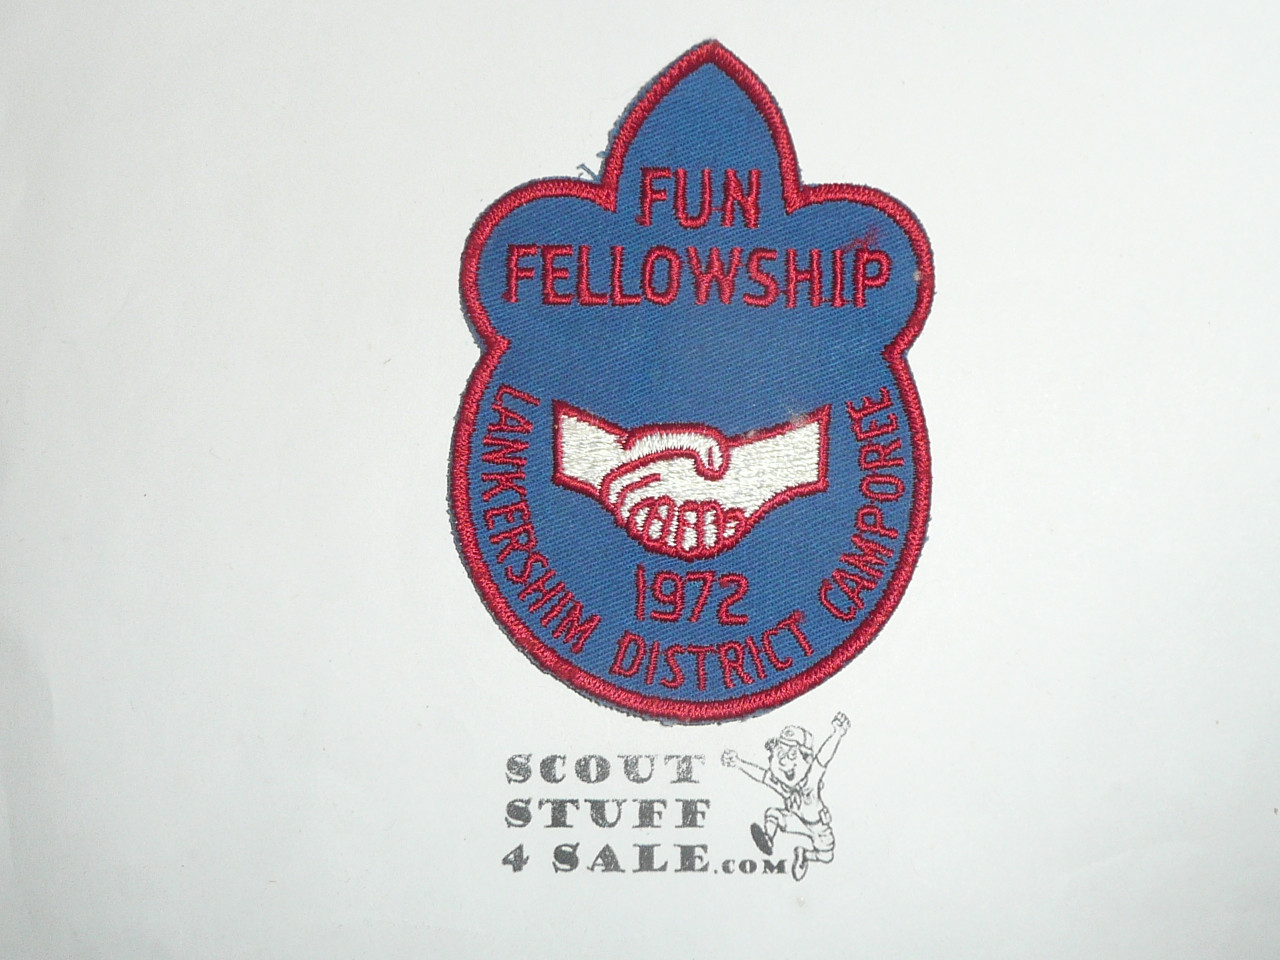 FUN
FELLOWSHIP
LANKERSHIM DISTRICT CAMPOREE
1972
SCOUT
STUFF
4 SALE.COM